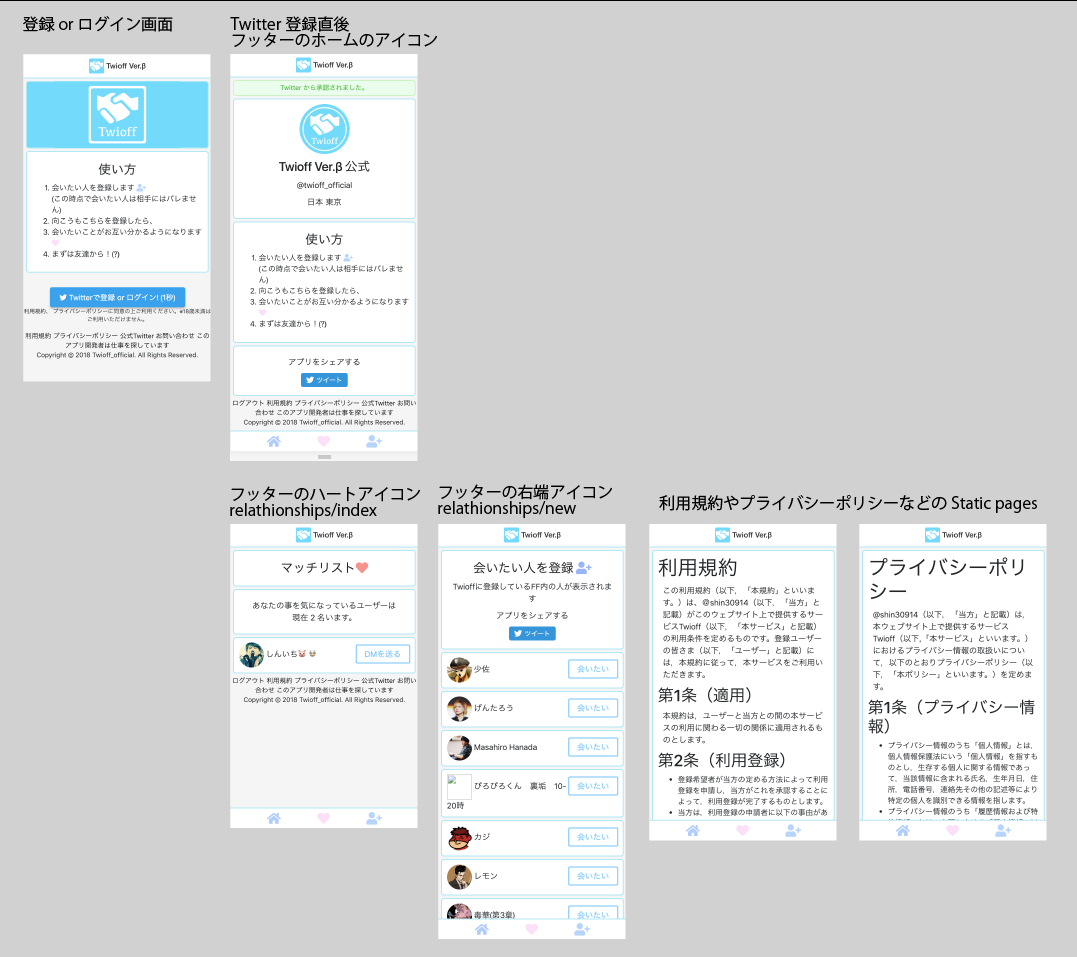 登録 or ログイン画面
Twioff Ver.β
Twioff
使い方
1. 会いたい人を登録します
(この時点で会いたい人は相手にはバレませ
ん)
2. 向こうもこちらを登録したら、
3. 会いたいことがお互い分かるようになります
4. まずは友達から！(?)
Twitterで登録 or ログイン! (1秒)
利用規約、プライバシーポリシーに同意の上ご利用ください。※18歳未満は
ご利用いただけません。
利用規約 プライバシーポリシー 公式Twitter お問い合わせ この
アプリ開発者は仕事を探しています
Copyright © 2018 Twioff_official. All Rights Reserved.
Twitter 登録直後
フッターのホームのアイコン
Twioff Ver.β
Twitter から承認されました。
Twioff
Twioff Ver.β 公式
@twioff_official
日本 東京
使い方
1. 会いたい人を登録します
(この時点で会いたい人は相手にはバレませ
ん)
2. 向こうもこちらを登録したら、
3. 会いたいことがお互い分かるようになります
4. まずは友達から！(?)
アプリをシェアする
ツイート
ログアウト 利用規約 プライバシーポリシー 公式Twitter お問い
合わせ このアプリ開発者は仕事を探しています
Copyright © 2018 Twioff_official. All Rights Reserved.
フッターのハートアイコン
relathionships/index
Twioff Ver.β
マッチリスト
あなたの事を気になっているユーザーは
現在 2 名います。
しんいち
DMを送る
ログアウト 利用規約 プライバシーポリシー 公式Twitter お問い
合わせ このアプリ開発者は仕事を探しています
Copyright © 2018 Twioff_official. All Rights Reserved.
フッターの右端アイコン
relathionships/new
Twioff Ver.β
会いたい人を登録
Twioffに登録しているFF内の人が表示されま
す
アプリをシェアする
ツイート
少佐 会いたい
げんたろう 会いたい
Masahiro Hanada 会いたい
ぴろぴろくん 裏垢 10- 会いたい
20時
カジ 会いたい
レモン 会いたい
毒華(第3章) 会いたい
利用規約やプライバシーポリシーなどの Static pages
Twioff Ver.β
利用規約
この利用規約（以下，「本規約」といいま
す。）は、@shin30914（以下，「当方」と
記載）がこのウェブサイト上で提供するサー
ビスTwioff（以下，「本サービス」と記載）
の利用条件を定めるものです。登録ユーザー
の皆さま（以下，「ユーザー」と記載）に
は，本規約に従って，本サービスをご利用い
ただきます。
第1条（適用）
本規約は，ユーザーと当方との間の本サービ
スの利用に関わる一切の関係に適用されるも
のとします。
第2条（利用登録）
• 登録希望者が当方の定める方法によって利用
登録を申請し，当方がこれを承認することに
よって，利用登録が完了するものとします。
• 当方は，利用登録の申請者に以下の事由があ
Twioff Ver.β
プライバシーポリ
シー
@shin30914（以下，「当方」と記載）は，
本ウェブサイト上で提供するサービス
Twioff（以下,「本サービス」といいます。）
におけるプライバシー情報の取扱いについ
て，以下のとおりプライバシーポリシー（以
下，「本ポリシー」といいます。）を定めま
す。
第1条（プライバシー情
報）
• プライバシー情報のうち「個人情報」とは，
個人情報保護法にいう「個人情報」を指すも
のとし，生存する個人に関する情報であっ
て，当該情報に含まれる氏名，生年月日，住
所，電話番号，連絡先その他の記述等により
特定の個人を識別できる情報を指します。
• プライバシー情報のうち「履歴情報および特